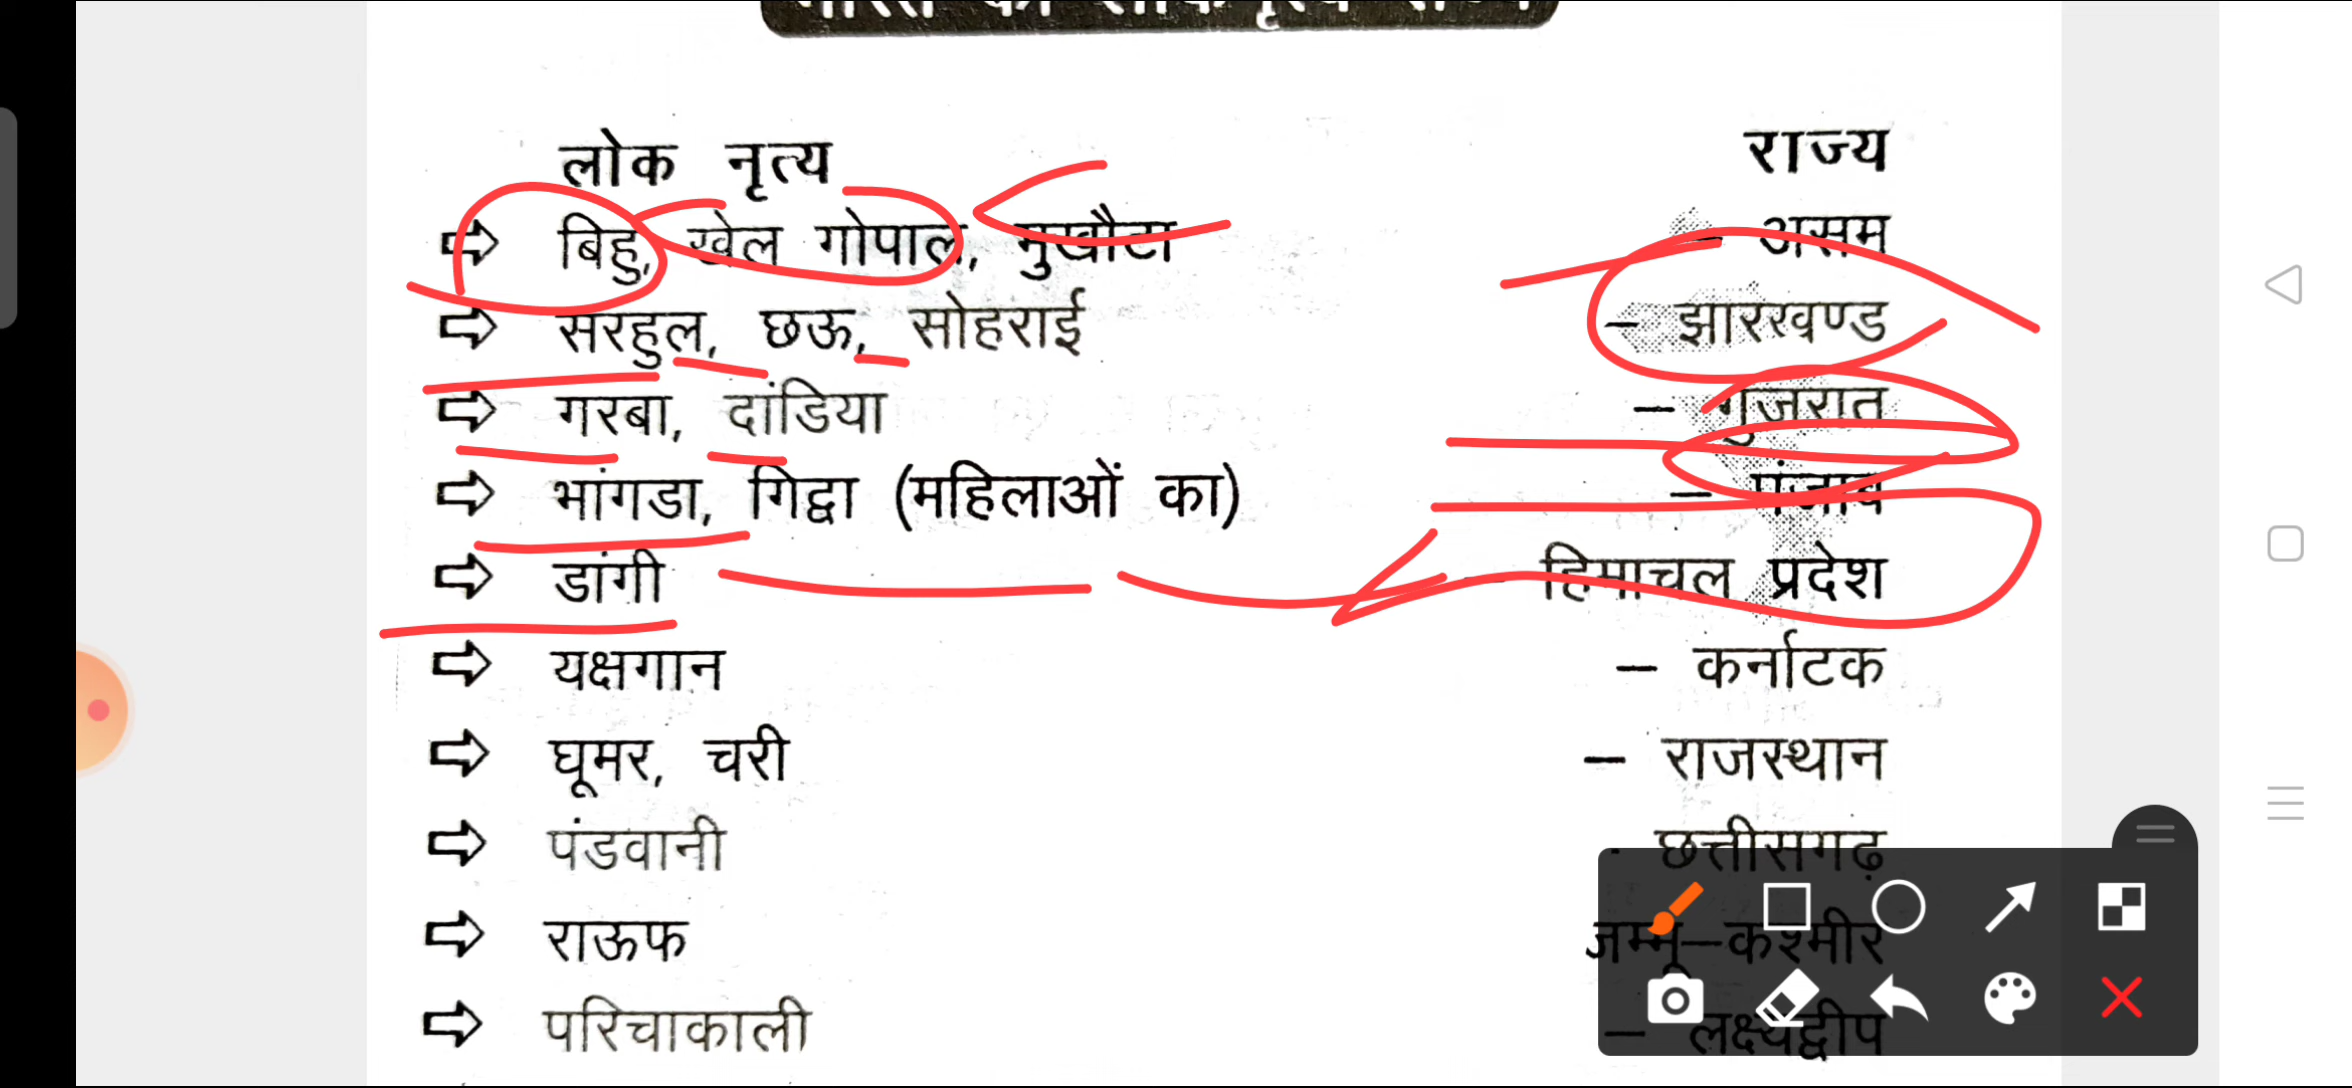 लोक नृत्य राज्य
⇨ बिहु, खेल गोपाल, मुखौटा – असम
⇨ सरहुल, छऊ, सोहराई – झारखण्ड
⇨ गरबा, दांडिया – गुजरात
⇨ भांगडा, गिद्वा (महिलाओं का) – पंजाब
⇨ डांगी – हिमाचल प्रदेश
⇨ यक्षगान – कर्नाटक
⇨ घूमर, चरी – राजस्थान
⇨ पंडवानी - छत्तीसगढ़
⇨ राऊफ जम्मू–कश्मीर
⇨ परिचाकाली – लक्ष्यद्वीप